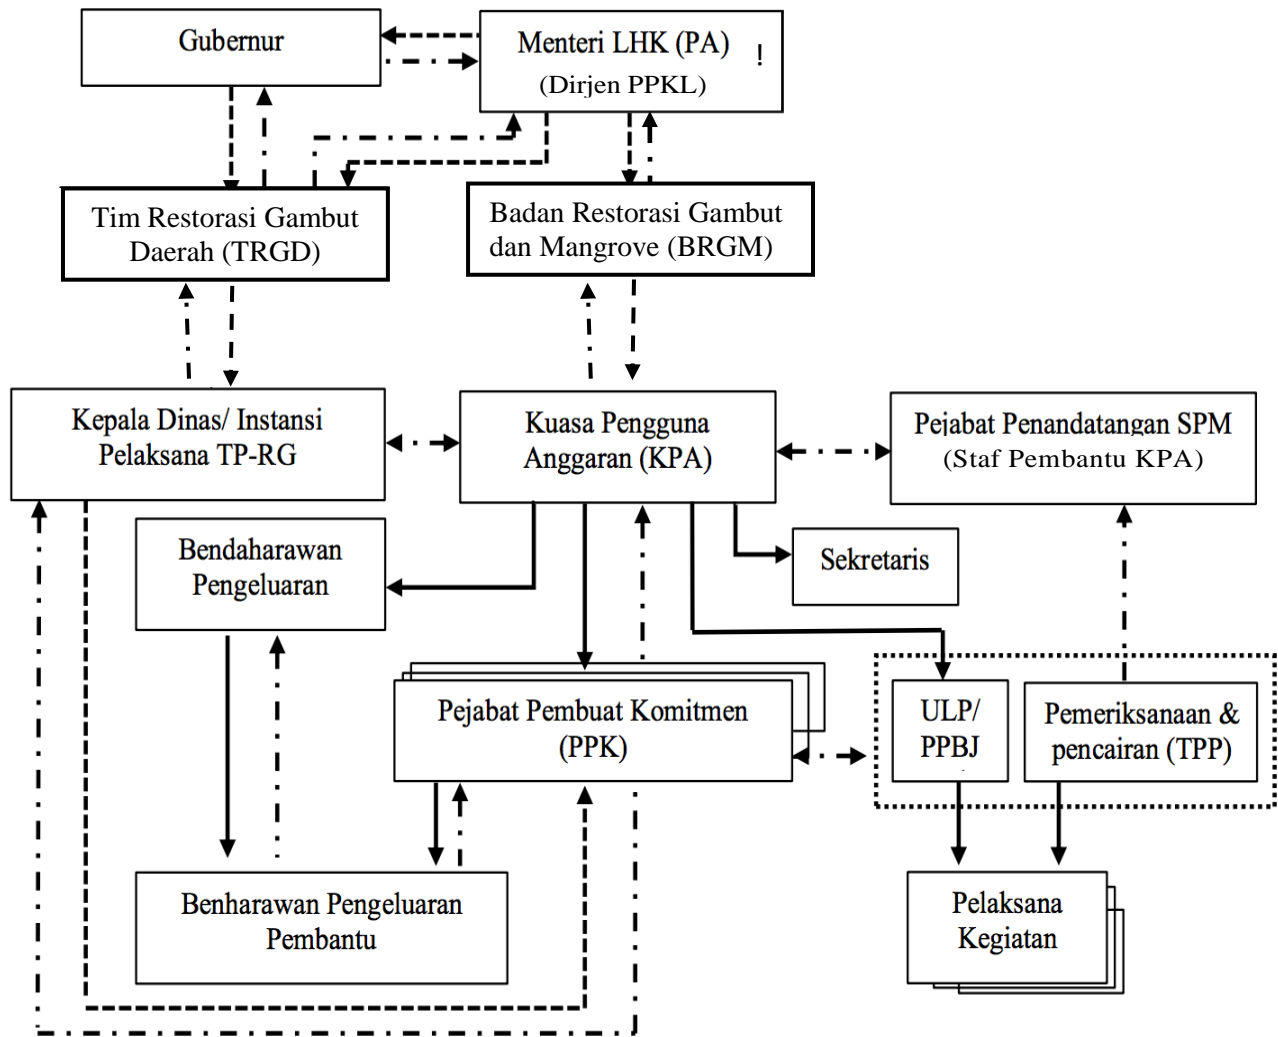 Gubernur
Menteri LHK (PA)
!
(Dirjen PPKL)
Tim Restorasi Gambut
Daerah (TRGD)
Badan Restorasi Gambut
dan Mangrove (BRGM)
Kepala Dinas/ Instansi
Pelaksana TP-RG
Kuasa Pengguna
Anggaran (KPA)
Pejabat Penandatangan SPM
(Staf Pembantu KPA)
Bendaharawan
Pengeluaran
Sekretaris
Pejabat Pembuat Komitmen
(PPK)
ULP/
PPBJ
Pemeriksanaan &
pencairan (TPP)
Benharawan Pengeluaran
Pembantu
Pelaksana
Kegiatan